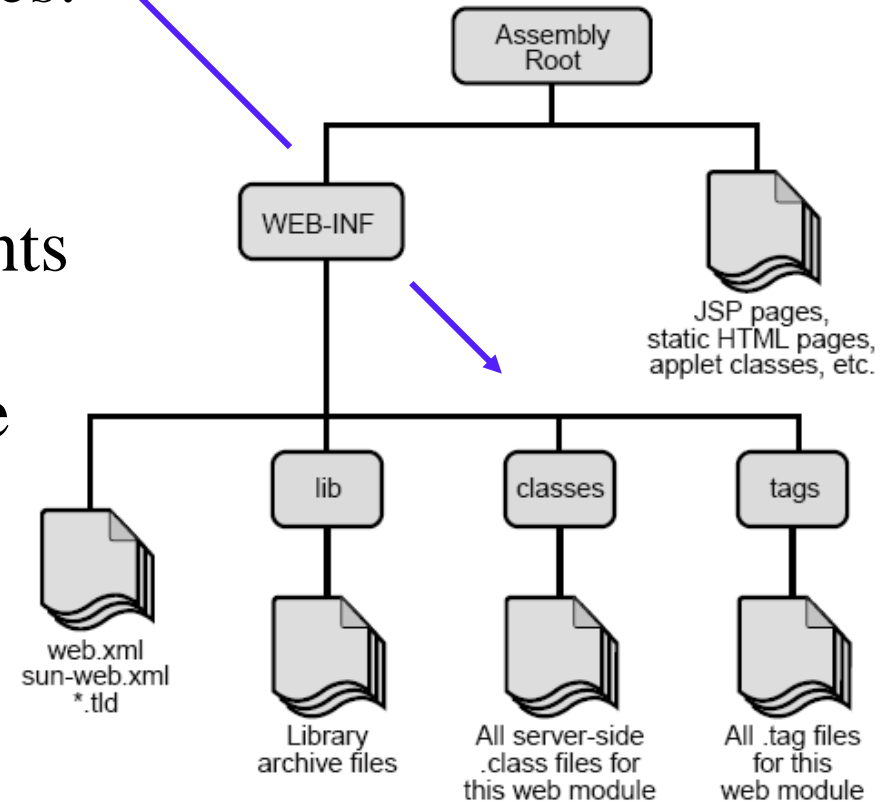 es.
Assembly
Root
WEB-INF
nts
JSP pages,
static HTML pages,
applet classes, etc.
e
lib
classes
tags
web.xml
sun-web.xml
*.tld
Library
archive files
All server-side
.class files for
this web module
All .tag files
for this
web module